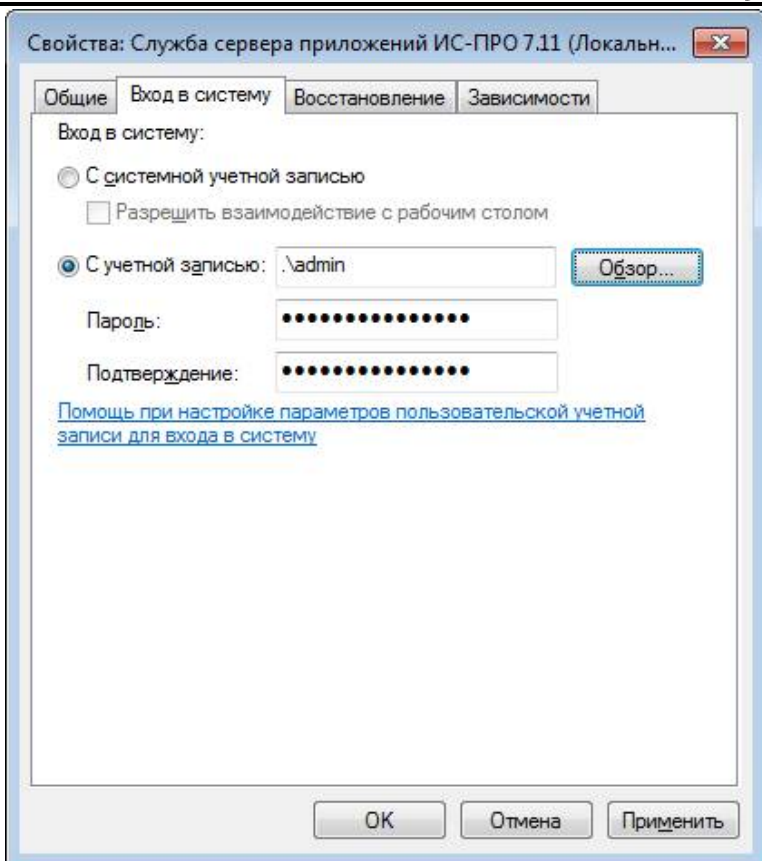 Свойства: Служба сервера приложений ИС-ПРО 7.11 (Локальн...
Общие Вход в систему Восстановление Зависимости
Вход в систему:
С системной учетной записью
Разрешить взаимодействие с рабочим столом
С учетной записью: .\admin Обзор...
Пароль: •••••••••••••••
Подтверждение: •••••••••••••••
Помощь при настройке параметров пользовательской учетной
записи для входа в систему
OK Отмена Применить